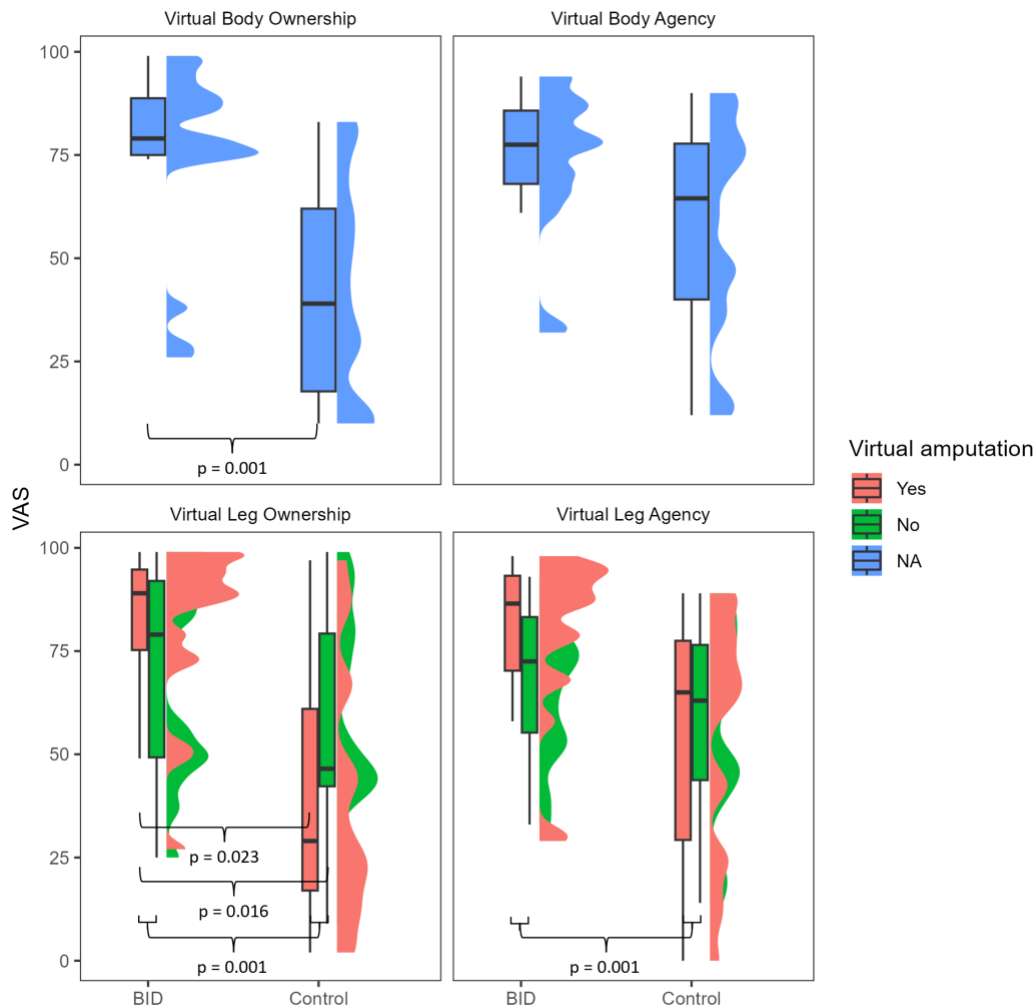 Virtual Body Ownership
Virtual Body Agency
100
75
50
25
0
p = 0.001
VAS
Virtual Leg Ownership
Virtual Leg Agency
100
75
50
25
0
p = 0.023
p = 0.016
p = 0.001
p = 0.001
BID
Control
BID
Control
Virtual amputation
Yes
No
NA